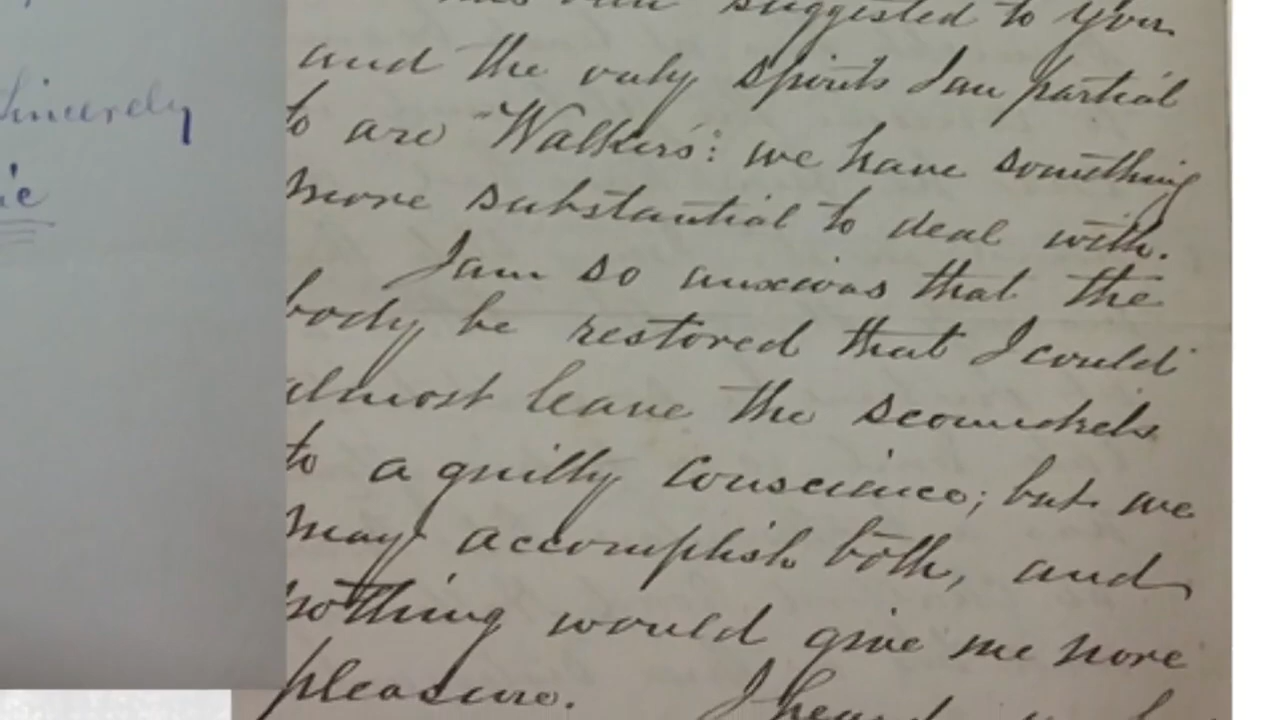 Sincerely
suggested to you
and the only spirits I am partial
to are "Walkers": we have something
more substantial to deal with.
I am so anxious that the
body be restored that I could
almost leave the scoundrels
to a guilty conscience; but we
may accomplish both, and
nothing would give me more
pleasure. I hear